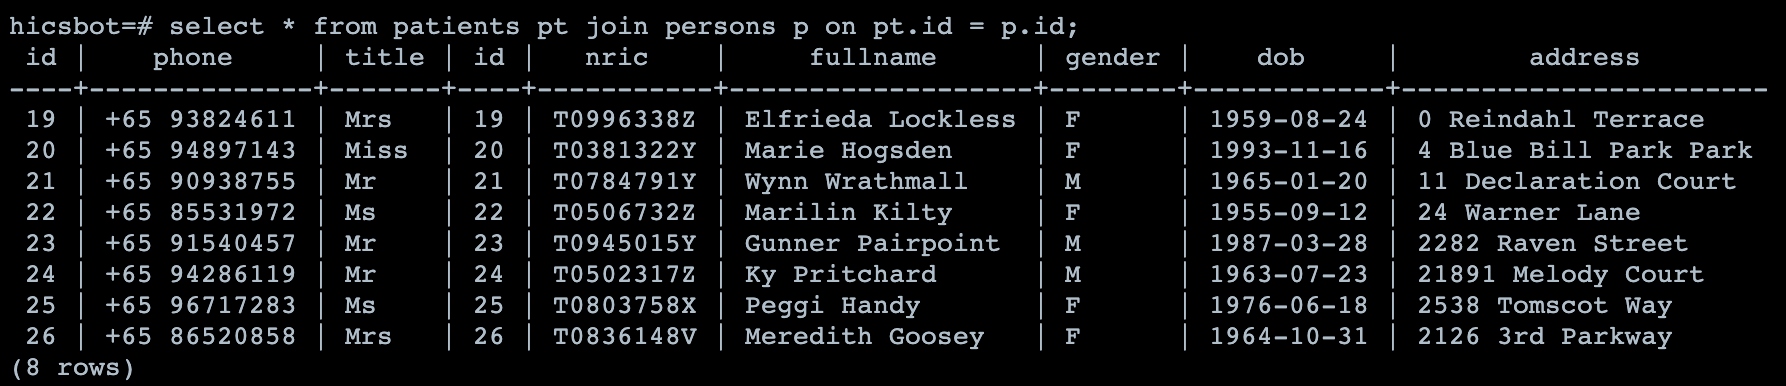 hicsbot=# select * from patients pt join persons p on pt.id = p.id;
 id |    phone     | title | id |   nric    |     fullname      | gender |    dob     |        address
----+--------------+-------+----+-----------+-------------------+--------+------------+-----------------------
 19 | +65 93824611 | Mrs   | 19 | T0996338Z | Elfrieda Lockless | F      | 1959-08-24 | 0 Reindahl Terrace
 20 | +65 94897143 | Miss  | 20 | T0381322Y | Marie Hogsden     | F      | 1993-11-16 | 4 Blue Bill Park Park
 21 | +65 90938755 | Mr    | 21 | T0784791Y | Wynn Wrathmall    | M      | 1965-01-20 | 11 Declaration Court
 22 | +65 85531972 | Ms    | 22 | T0506732Z | Marilin Kilty     | F      | 1955-09-12 | 24 Warner Lane
 23 | +65 91540457 | Mr    | 23 | T0945015Y | Gunner Pairpoint  | M      | 1987-03-28 | 2282 Raven Street
 24 | +65 94286119 | Mr    | 24 | T0502317Z | Ky Pritchard      | M      | 1963-07-23 | 21891 Melody Court
 25 | +65 96717283 | Ms    | 25 | T0803758X | Peggi Handy       | F      | 1976-06-18 | 2538 Tomscot Way
 26 | +65 86520858 | Mrs   | 26 | T0836148V | Meredith Goosey   | F      | 1964-10-31 | 2126 3rd Parkway
(8 rows)